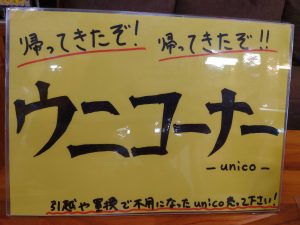 帰ってきたぞ! 帰ってきたぞ!!
ウニコーナー
- unico -
引越や買換で不用になったunico売って下さい!